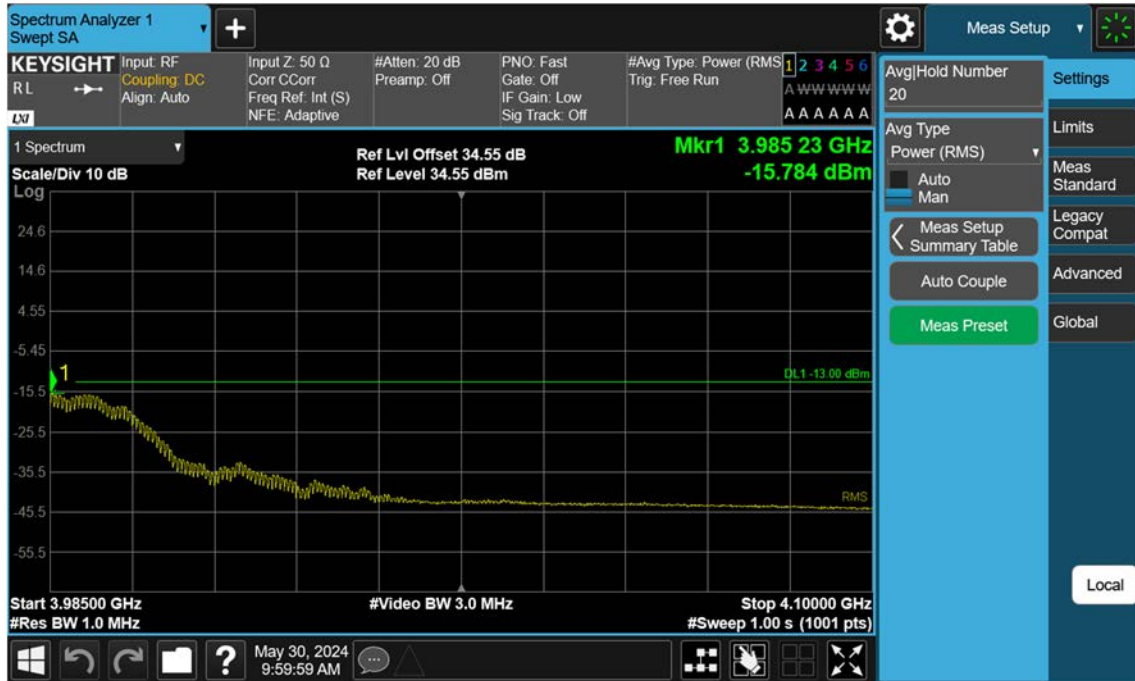 Spectrum Analyzer 1
Swept SA
+
Meas Setup
KEYSIGHT
R L
LXI
Input: RF
Coupling: DC
Align: Auto
Input Z: 50 Ω
Corr CCorr
Freq Ref: Int (S)
NFE: Adaptive
#Atten: 20 dB
Preamp: Off
PNO: Fast
Gate: Off
IF Gain: Low
Sig Track: Off
#Avg Type: Power (RMS
Trig: Free Run
1 2 3 4 5 6
A W W W W W
A A A A A A
1 Spectrum
Scale/Div 10 dB
Log
Ref Lvl Offset 34.55 dB
Ref Level 34.55 dBm
Mkr1 3.985 23 GHz
-15.784 dBm
24.6
14.6
4.55
-5.45
1
DL1 -13.00 dBm
-15.5
-25.5
-35.5
RMS
-45.5
-55.5
Start 3.98500 GHz
#Res BW 1.0 MHz
#Video BW 3.0 MHz
Stop 4.10000 GHz
#Sweep 1.00 s (1001 pts)
?
May 30, 2024
9:59:59 AM
Avg|Hold Number
20
Avg Type
Power (RMS)
Auto
Man
Meas Setup
Summary Table
Auto Couple
Meas Preset
Settings
Limits
Meas
Standard
Legacy
Compat
Advanced
Global
Local